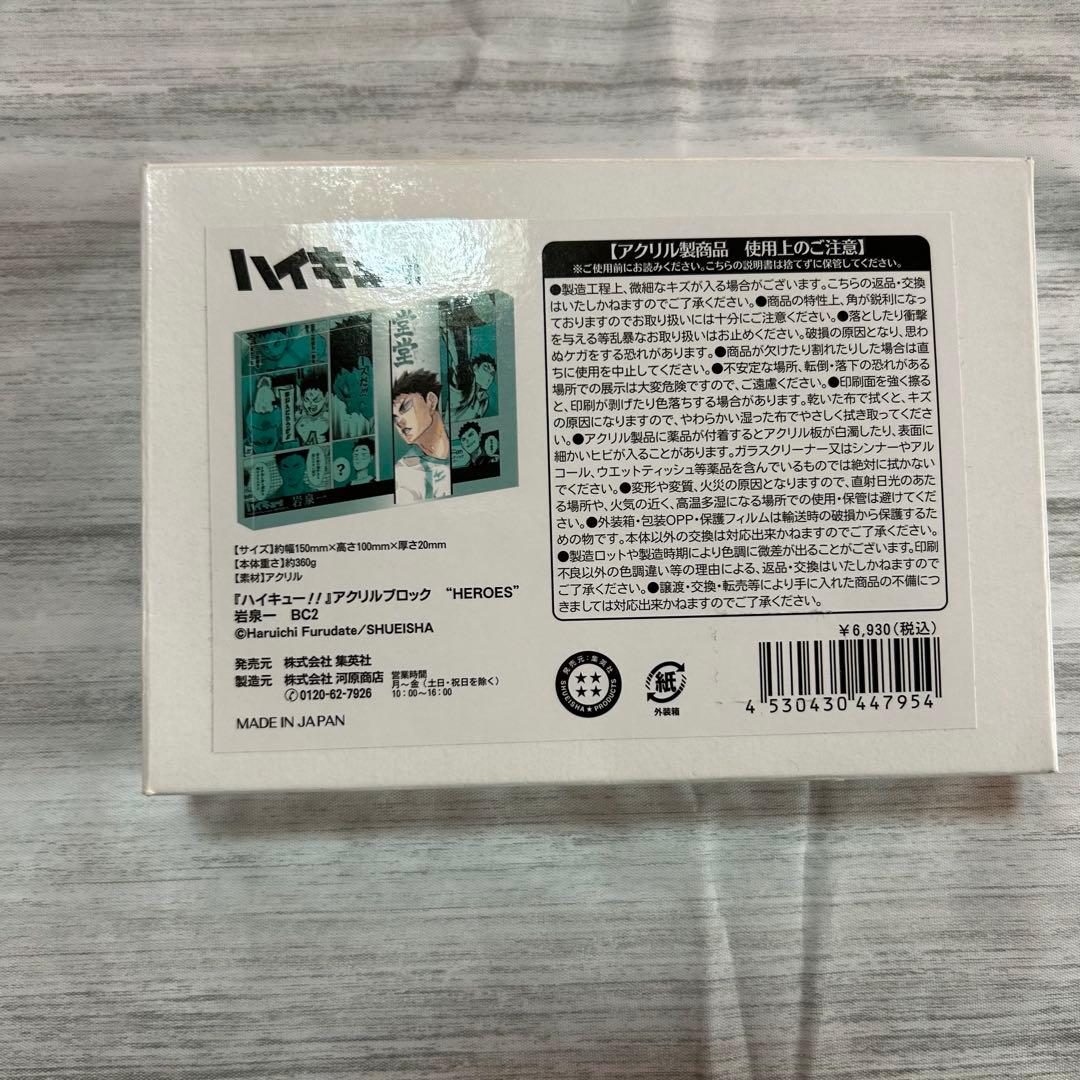 ハイキュー!!
堂堂
?
ハイキュー!!
岩泉一
【サイズ】約幅150mm×高さ100mm×厚さ20mm
【本体重さ】約360g
【素材】アクリル
『ハイキュー!!』アクリルブロック “HEROES”
岩泉一 BC2
©Haruichi Furudate/SHUEISHA
発売元 株式会社 集英社
製造元 株式会社 河原商店 営業時間
月〜金(土日・祝日を除く)
0120-62-7926 10:00〜16:00
MADE IN JAPAN
【アクリル製商品 使用上のご注意】
※ご使用前にお読みください。こちらの説明書は捨てずに保管してください。
●製造工程上、微細なキズが入る場合がございます。こちらの返品・交換
はいたしかねますのでご了承ください。●商品の特性上、角が鋭利になっ
ておりますのでお取り扱いには十分にご注意ください。●落としたり衝撃
を与える等乱暴なお取り扱いはお止めください。破損の原因となり、思わ
ぬケガをする恐れがあります。●商品が欠けたり割れたりした場合は直
ちに使用を中止してください。●不安定な場所、転倒・落下の恐れがある
場所での展示は大変危険ですので、ご遠慮ください。●印刷面を強く擦る
と、印刷が剥げたり色落ちする場合があります。乾いた布で拭くと、キズ
の原因になりますので、やわらかい湿った布でやさしく拭き取ってくださ
い。●アクリル製品に薬品が付着するとアクリル板が白濁したり、表面に
細かいヒビが入ることがあります。ガラスクリーナー又はシンナーやアル
コール、ウエットティッシュ等薬品を含んでいるものでは絶対に拭かない
でください。●変形や変質、火災の原因となりますので、直射日光のあた
る場所や、火気の近く、高温多湿になる場所での使用・保管は避けてくだ
さい。●外装箱・包装OPP・保護フィルムは輸送時の破損から保護するた
めの物です。本体以外の交換は対応出来かねますのでご了承ください。
●製造ロットや製造時期により色調に微差が出ることがございます。印刷
不良以外の色調違い等の理由による、返品・交換はいたしかねますので
ご了承ください。●譲渡・交換・転売等により手に入れた商品の不備につ
きましては対応出来かねますのでご了承ください。
¥6,930(税込)
発売元:集英社
SHUEISHA★PRODUCTS
紙
外装箱
4 530430 447954